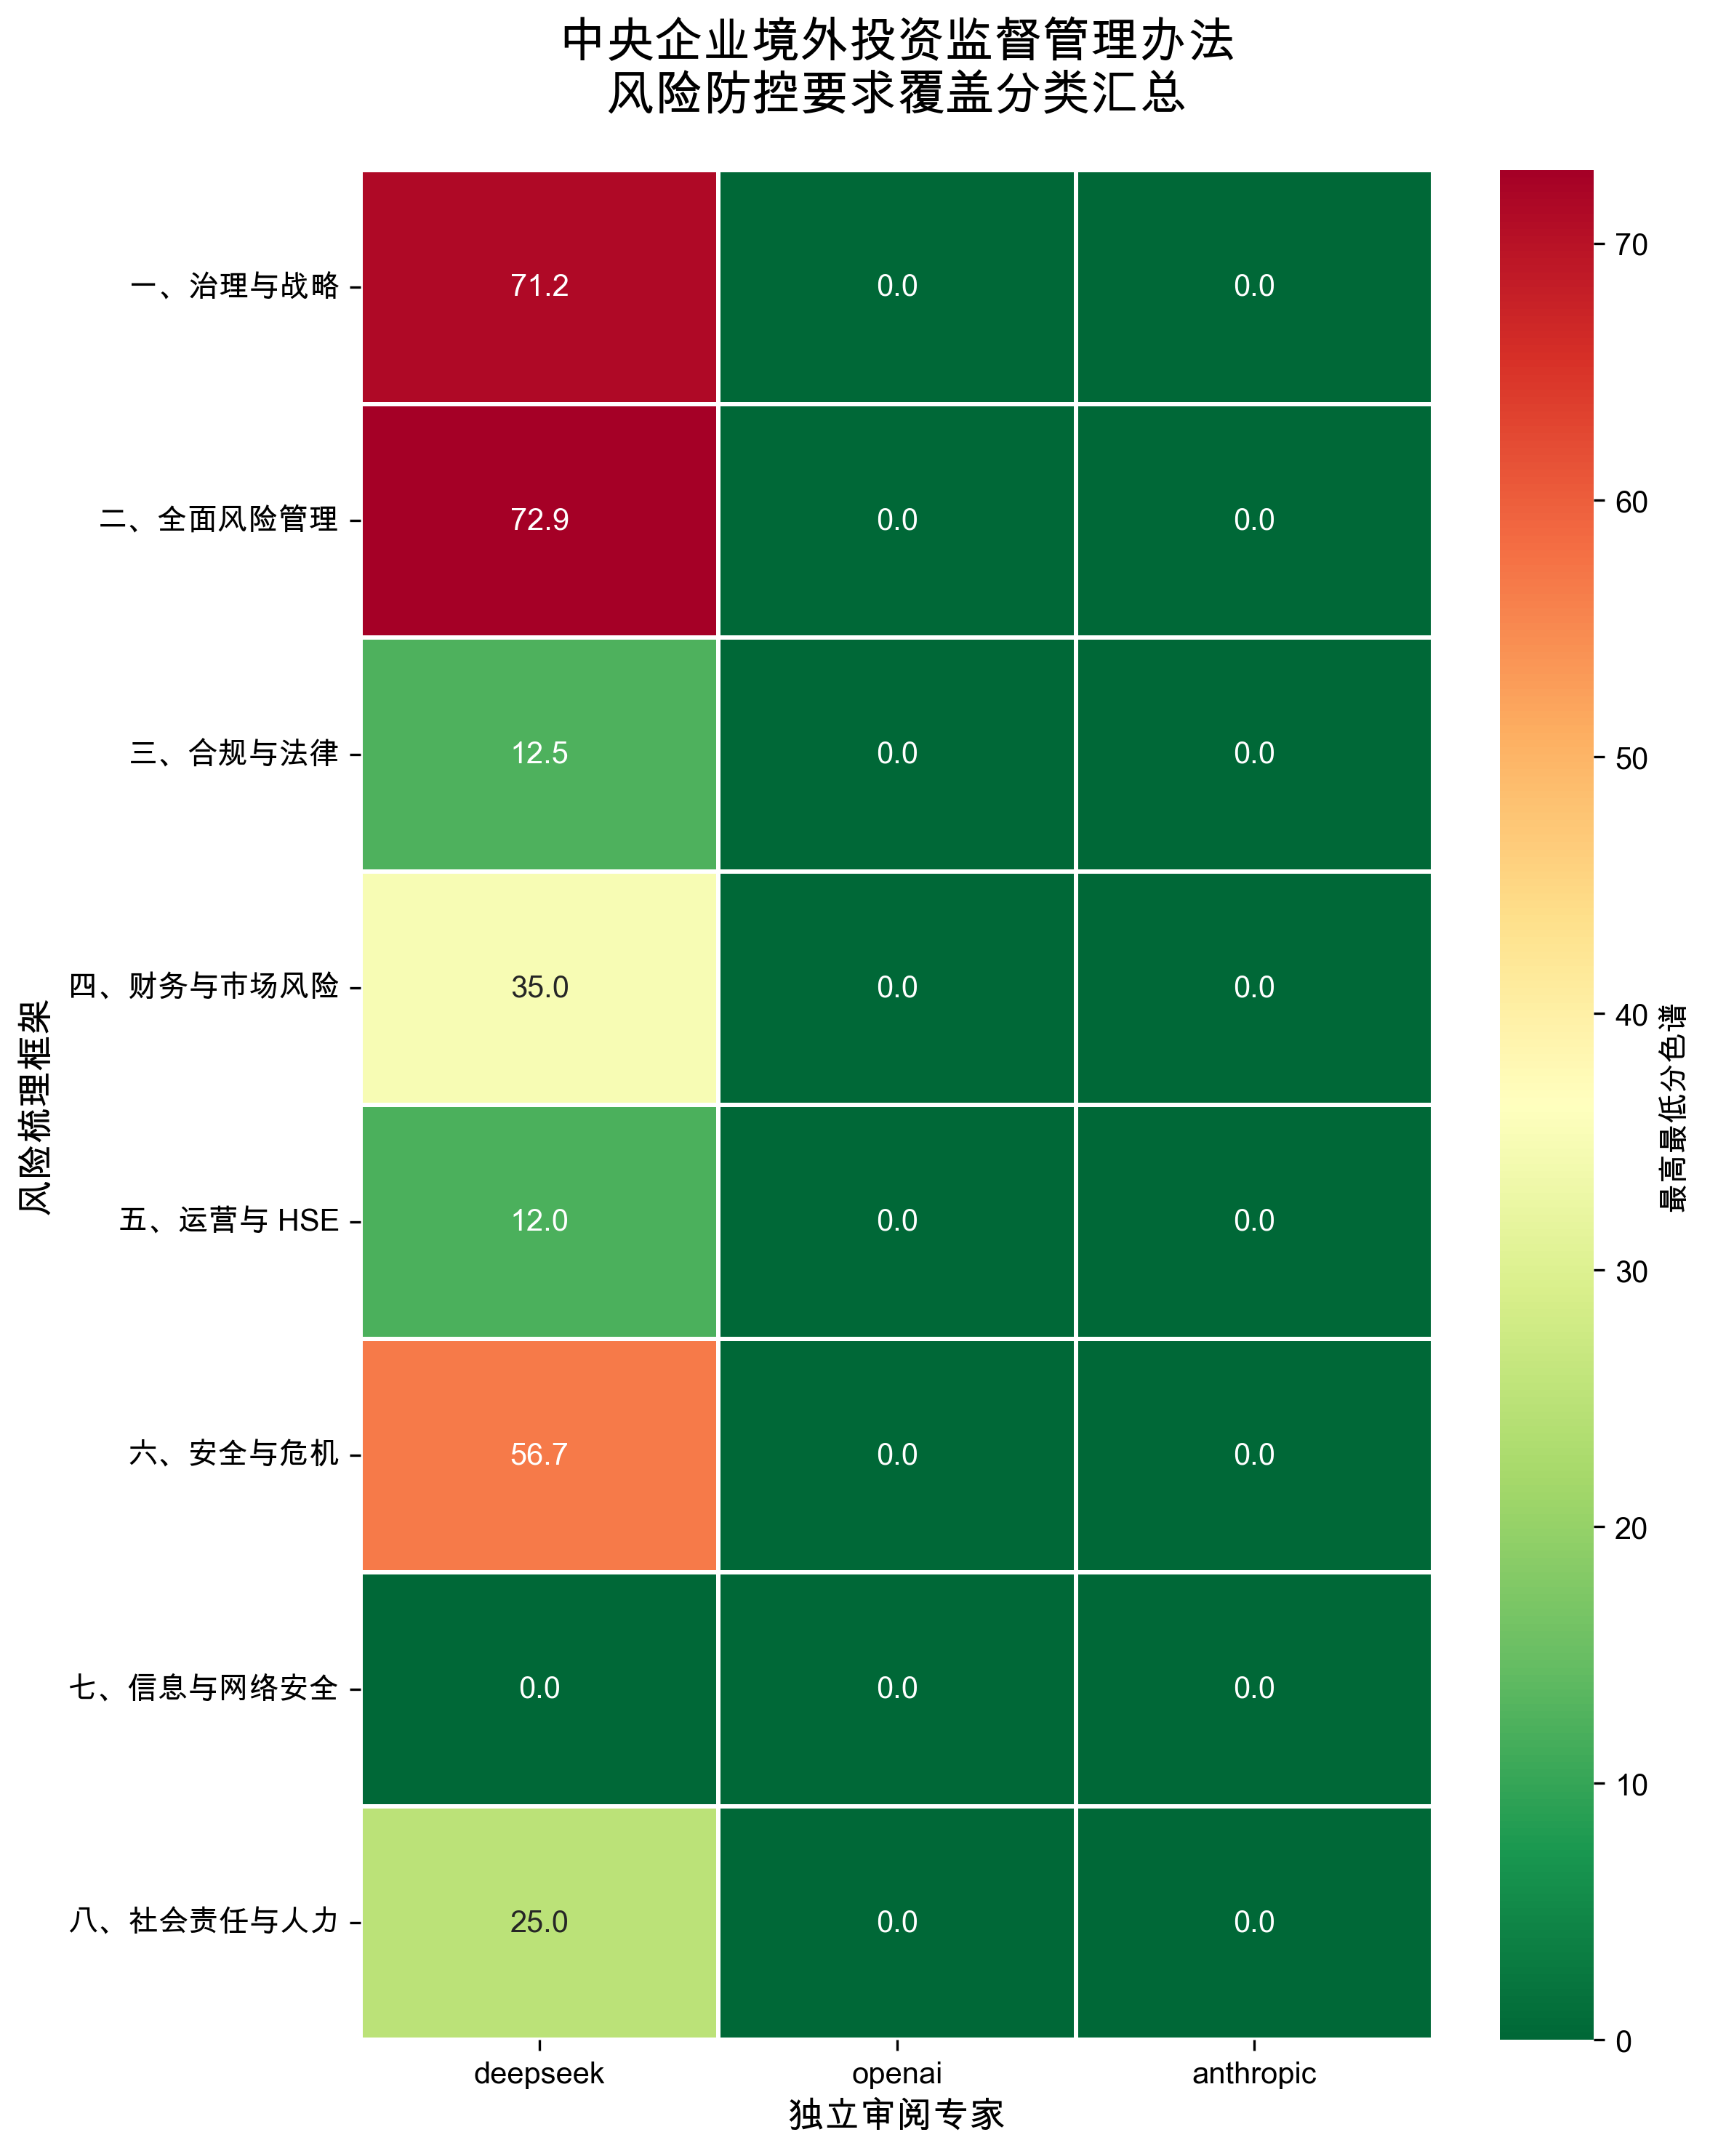 中央企业境外投资监督管理办法
风险防控要求覆盖分类汇总
风险梳理框架
一、治理与战略 71.2 0.0 0.0
二、全面风险管理 72.9 0.0 0.0
三、合规与法律 12.5 0.0 0.0
四、财务与市场风险 35.0 0.0 0.0
五、运营与 HSE 12.0 0.0 0.0
六、安全与危机 56.7 0.0 0.0
七、信息与网络安全 0.0 0.0 0.0
八、社会责任与人力 25.0 0.0 0.0
deepseek openai anthropic
独立审阅专家
70
60
50
40
30
20
10
0
最高最低分色谱